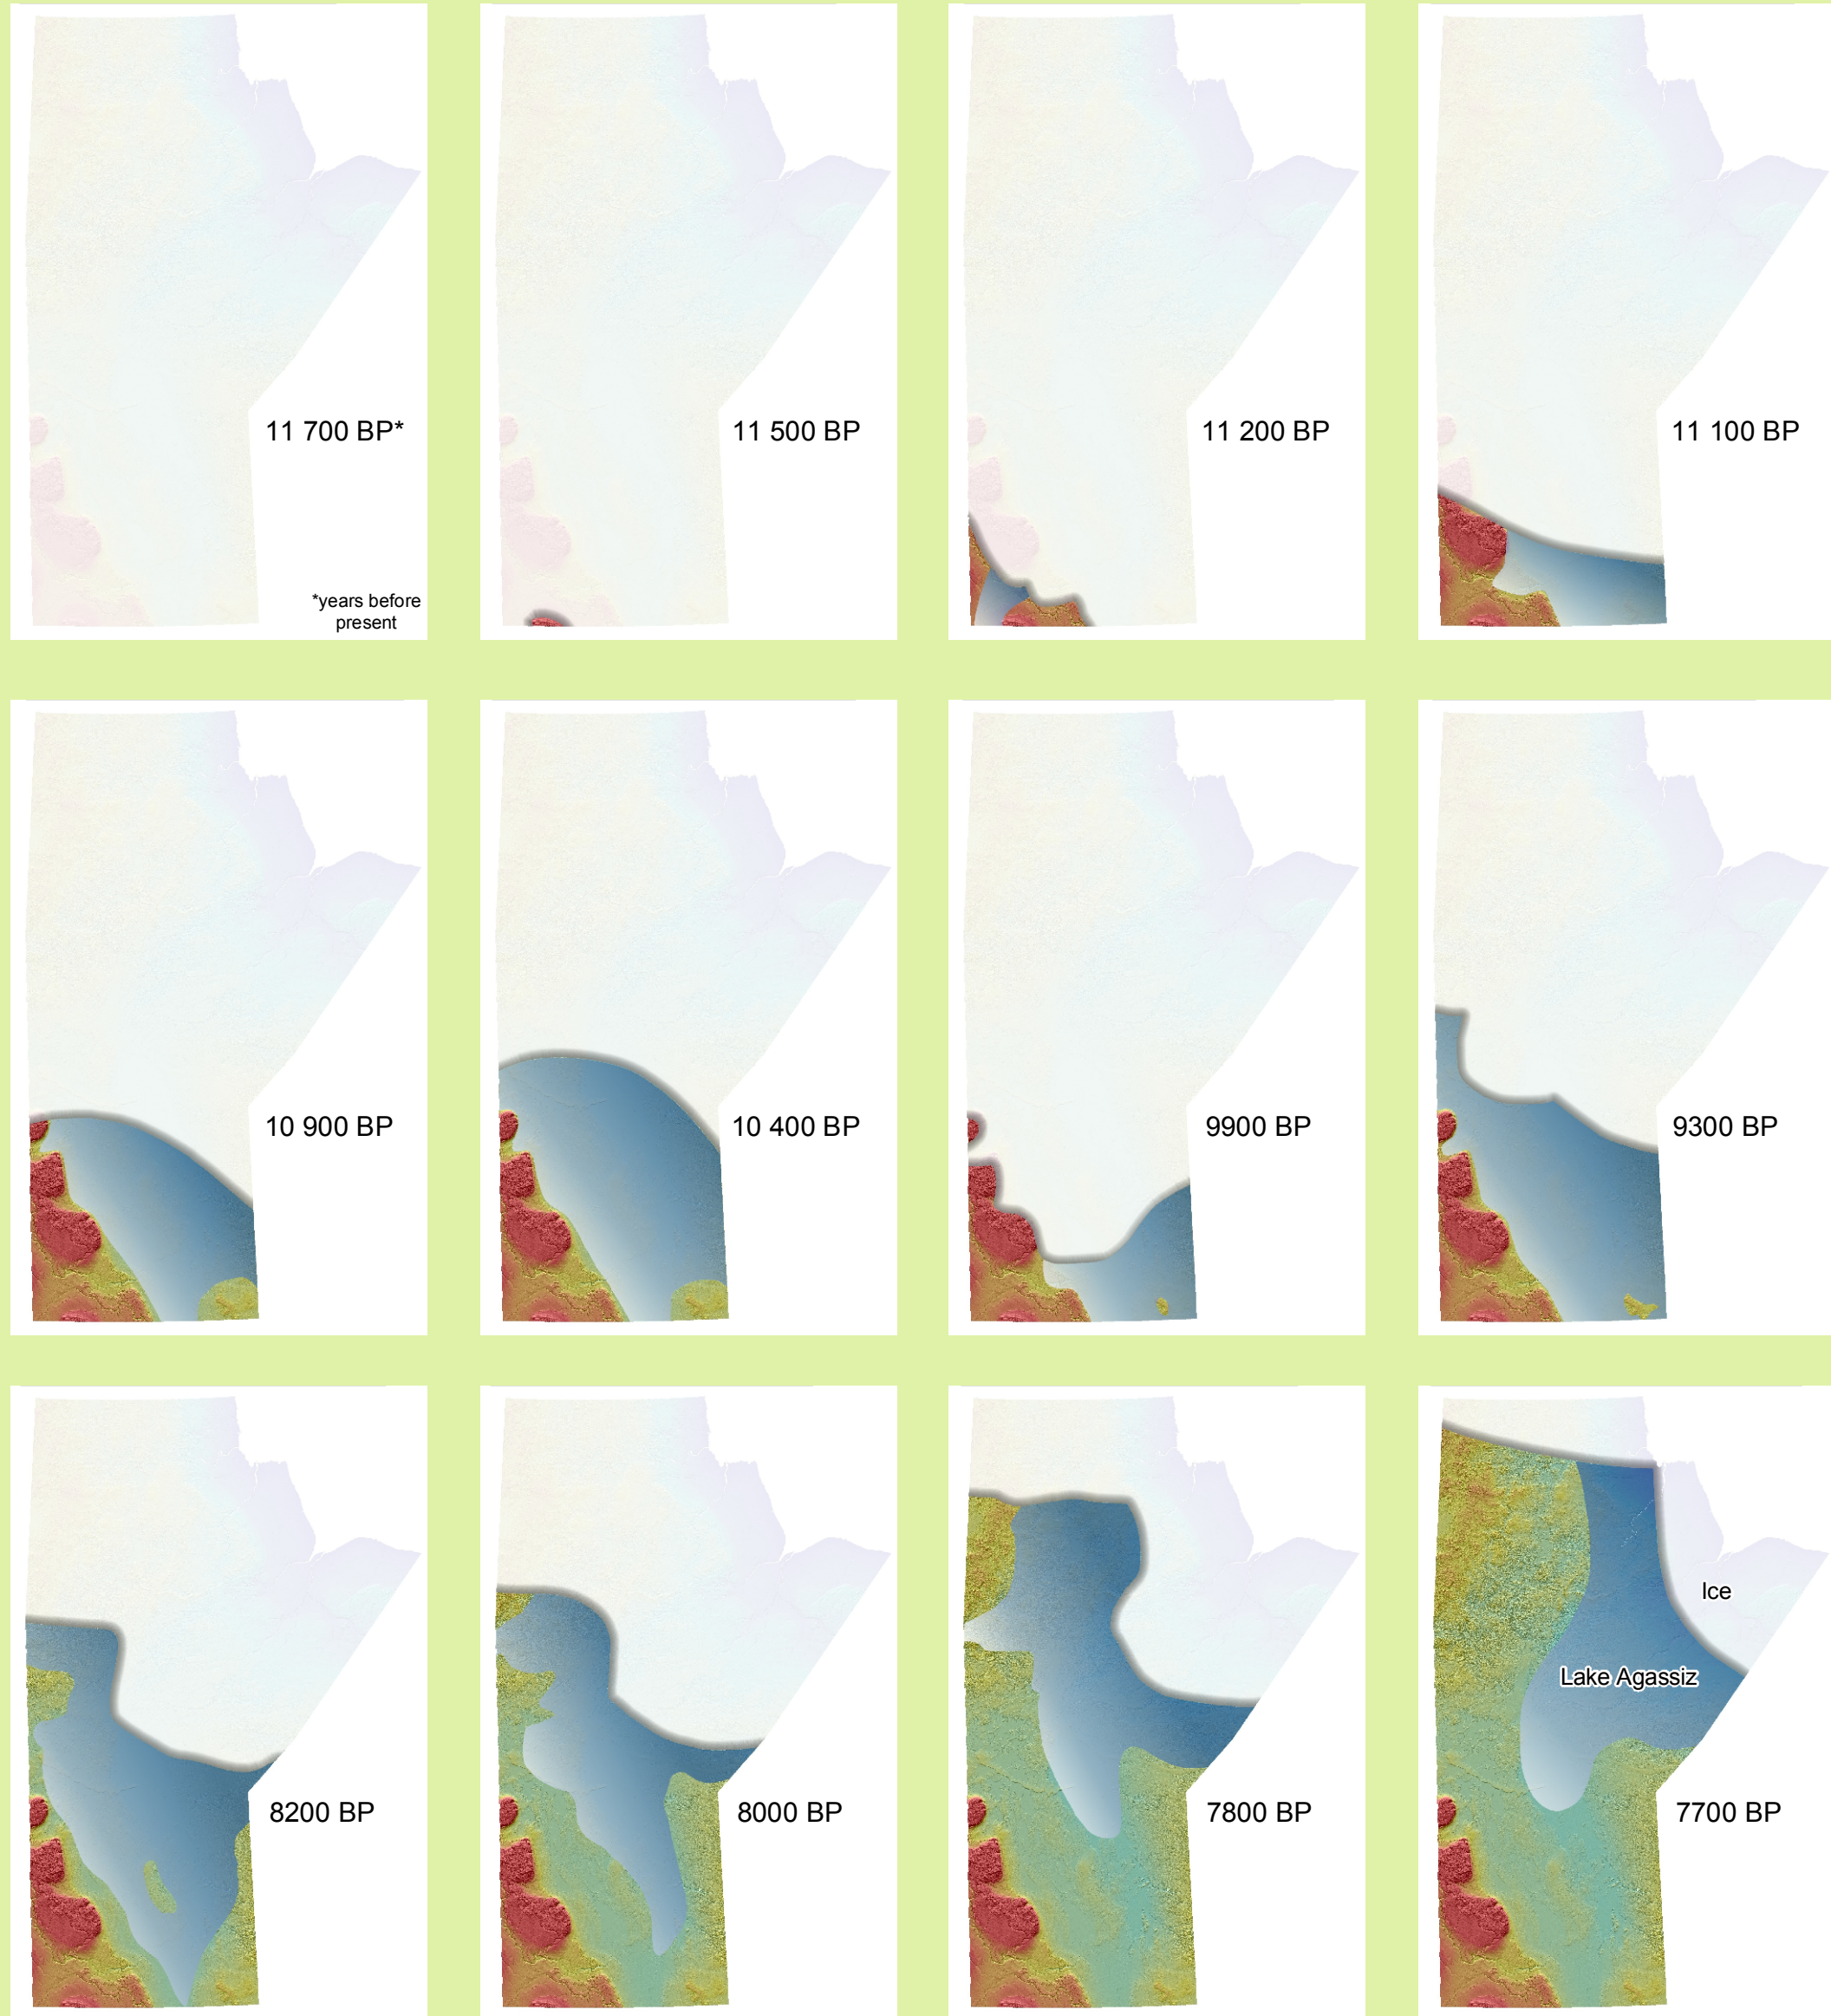 11 700 BP*
*years before
present
11 500 BP
11 200 BP
11 100 BP
10 900 BP
10 400 BP
9900 BP
9300 BP
8200 BP
8000 BP
7800 BP
Ice
Lake Agassiz
7700 BP